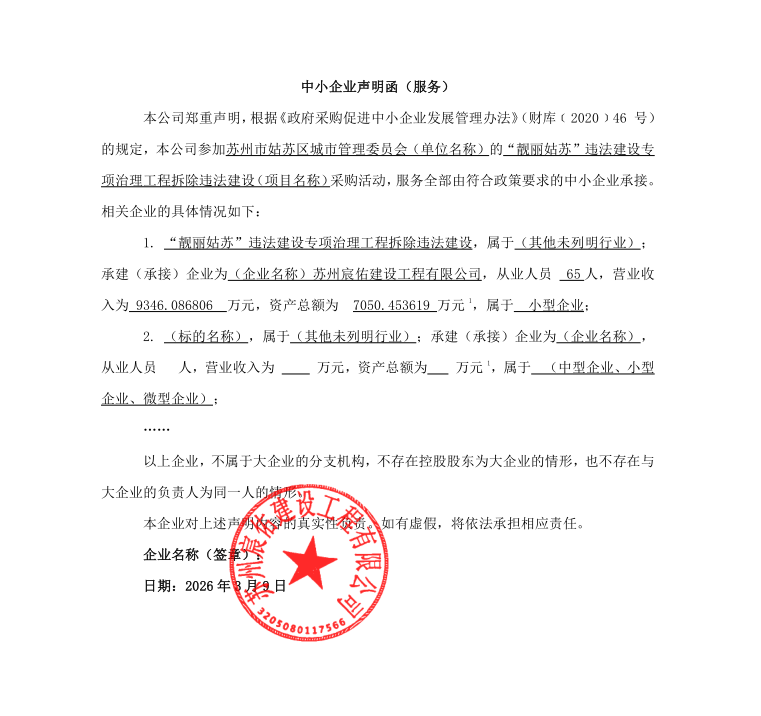 中小企业声明函（服务）
本公司郑重声明，根据《政府采购促进中小企业发展管理办法》（财库﹝2020﹞46 号）
的规定，本公司参加苏州市姑苏区城市管理委员会（单位名称）的“靓丽姑苏”违法建设专
项治理工程拆除违法建设（项目名称）采购活动，服务全部由符合政策要求的中小企业承接。
相关企业的具体情况如下：
1. “靓丽姑苏”违法建设专项治理工程拆除违法建设，属于（其他未列明行业）；
承建（承接）企业为（企业名称）苏州宸佑建设工程有限公司，从业人员 65人，营业收
入为 9346.086806 万元，资产总额为 7050.453619 万元¹，属于 小型企业；
2. （标的名称），属于（其他未列明行业）；承建（承接）企业为（企业名称），
从业人员 人，营业收入为 ____ 万元，资产总额为___ 万元¹，属于 （中型企业、小型
企业、微型企业）；
……
以上企业，不属于大企业的分支机构，不存在控股股东为大企业的情形，也不存在与
大企业的负责人为同一人的情形。
本企业对上述声明内容的真实性负责。如有虚假，将依法承担相应责任。
企业名称（签章）：
日期：2026年3月9日
苏州宸佑建设工程有限公司
3205080117566